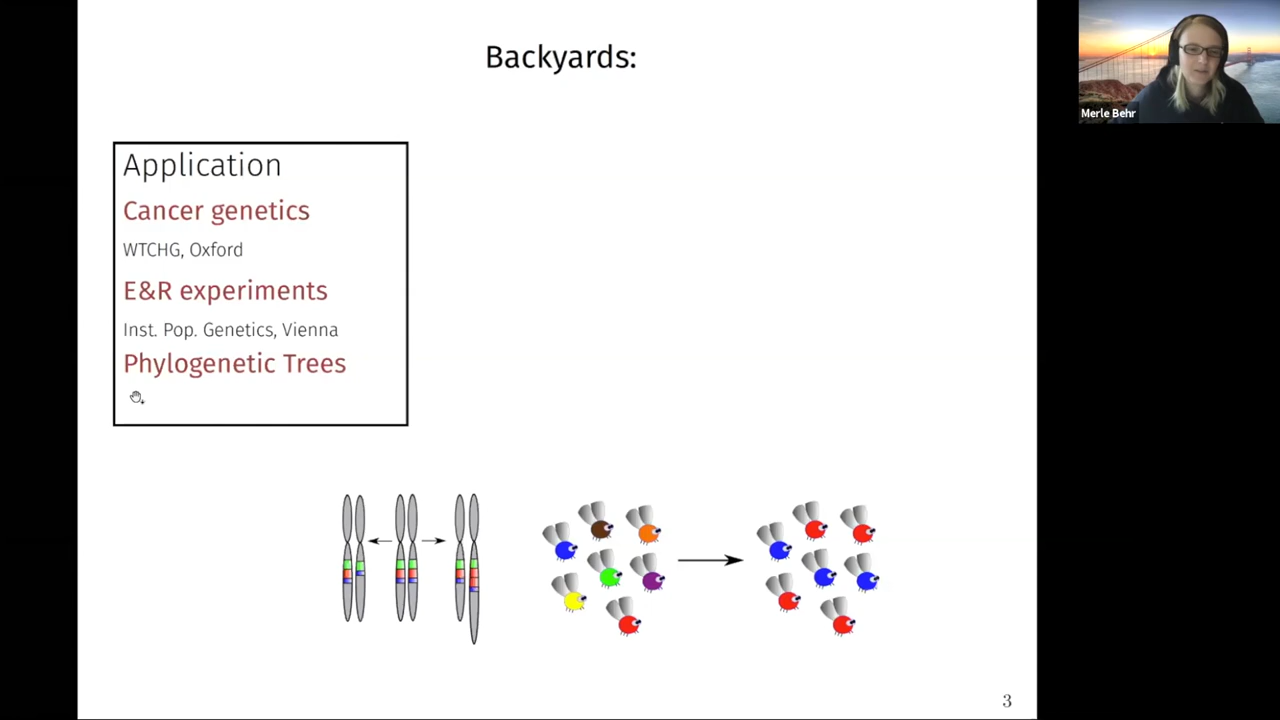 Backyards:
Application
Cancer genetics
WTCHG, Oxford
E&R experiments
Inst. Pop. Genetics, Vienna
Phylogenetic Trees
3
Merle Behr